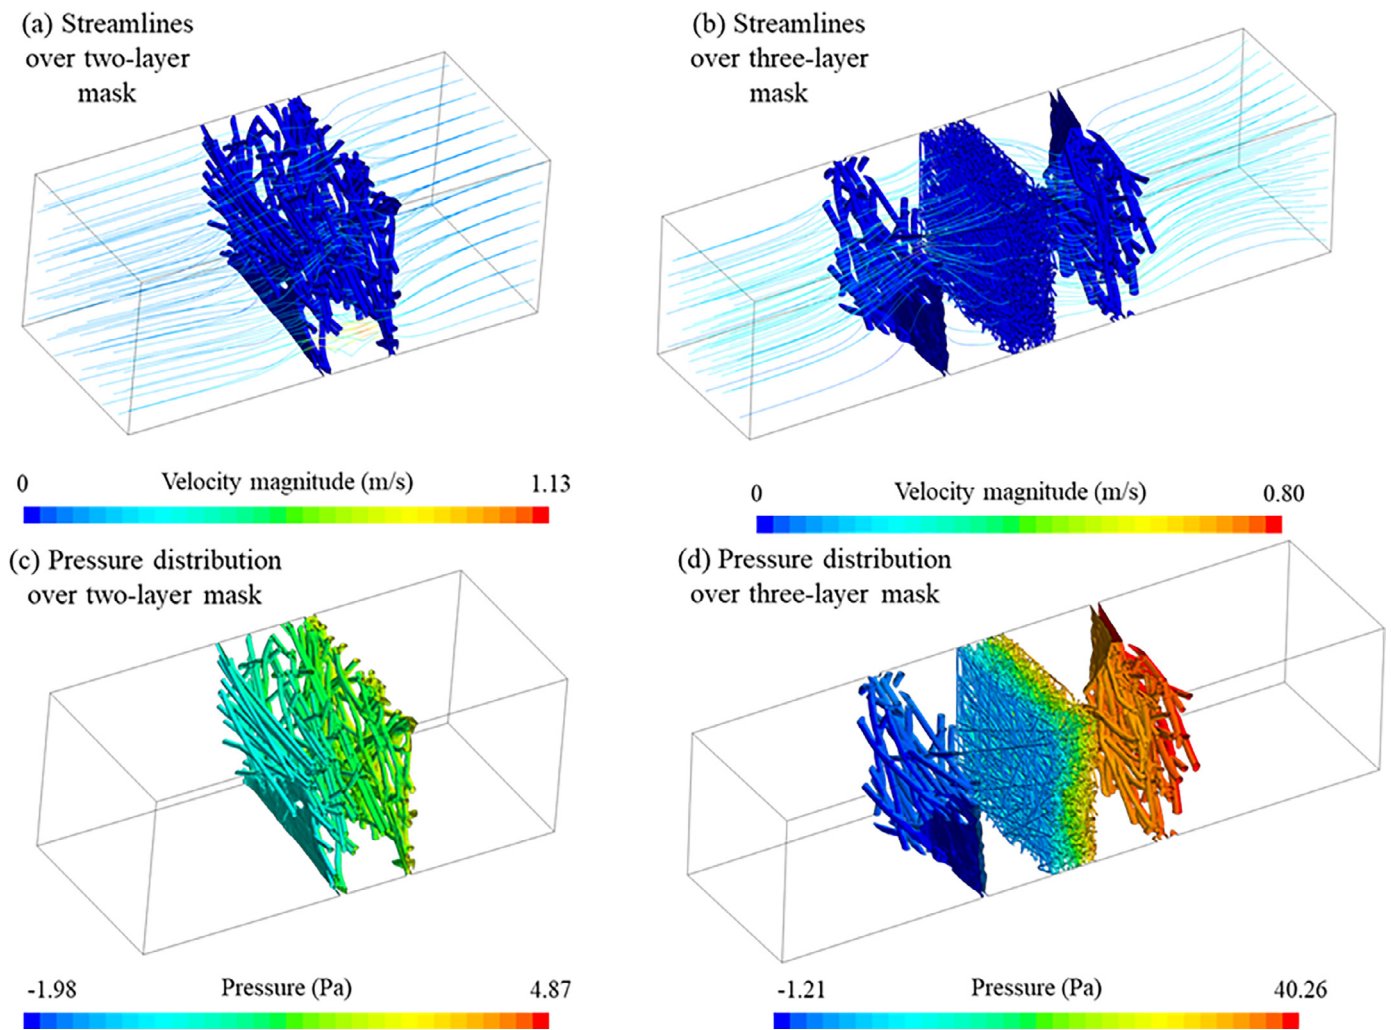 (a) Streamlines
over two-layer
mask
(b) Streamlines
over three-layer
mask
0 Velocity magnitude (m/s) 1.13
0 Velocity magnitude (m/s) 0.80
(c) Pressure distribution
over two-layer mask
(d) Pressure distribution
over three-layer mask
-1.98 Pressure (Pa) 4.87
-1.21 Pressure (Pa) 40.26